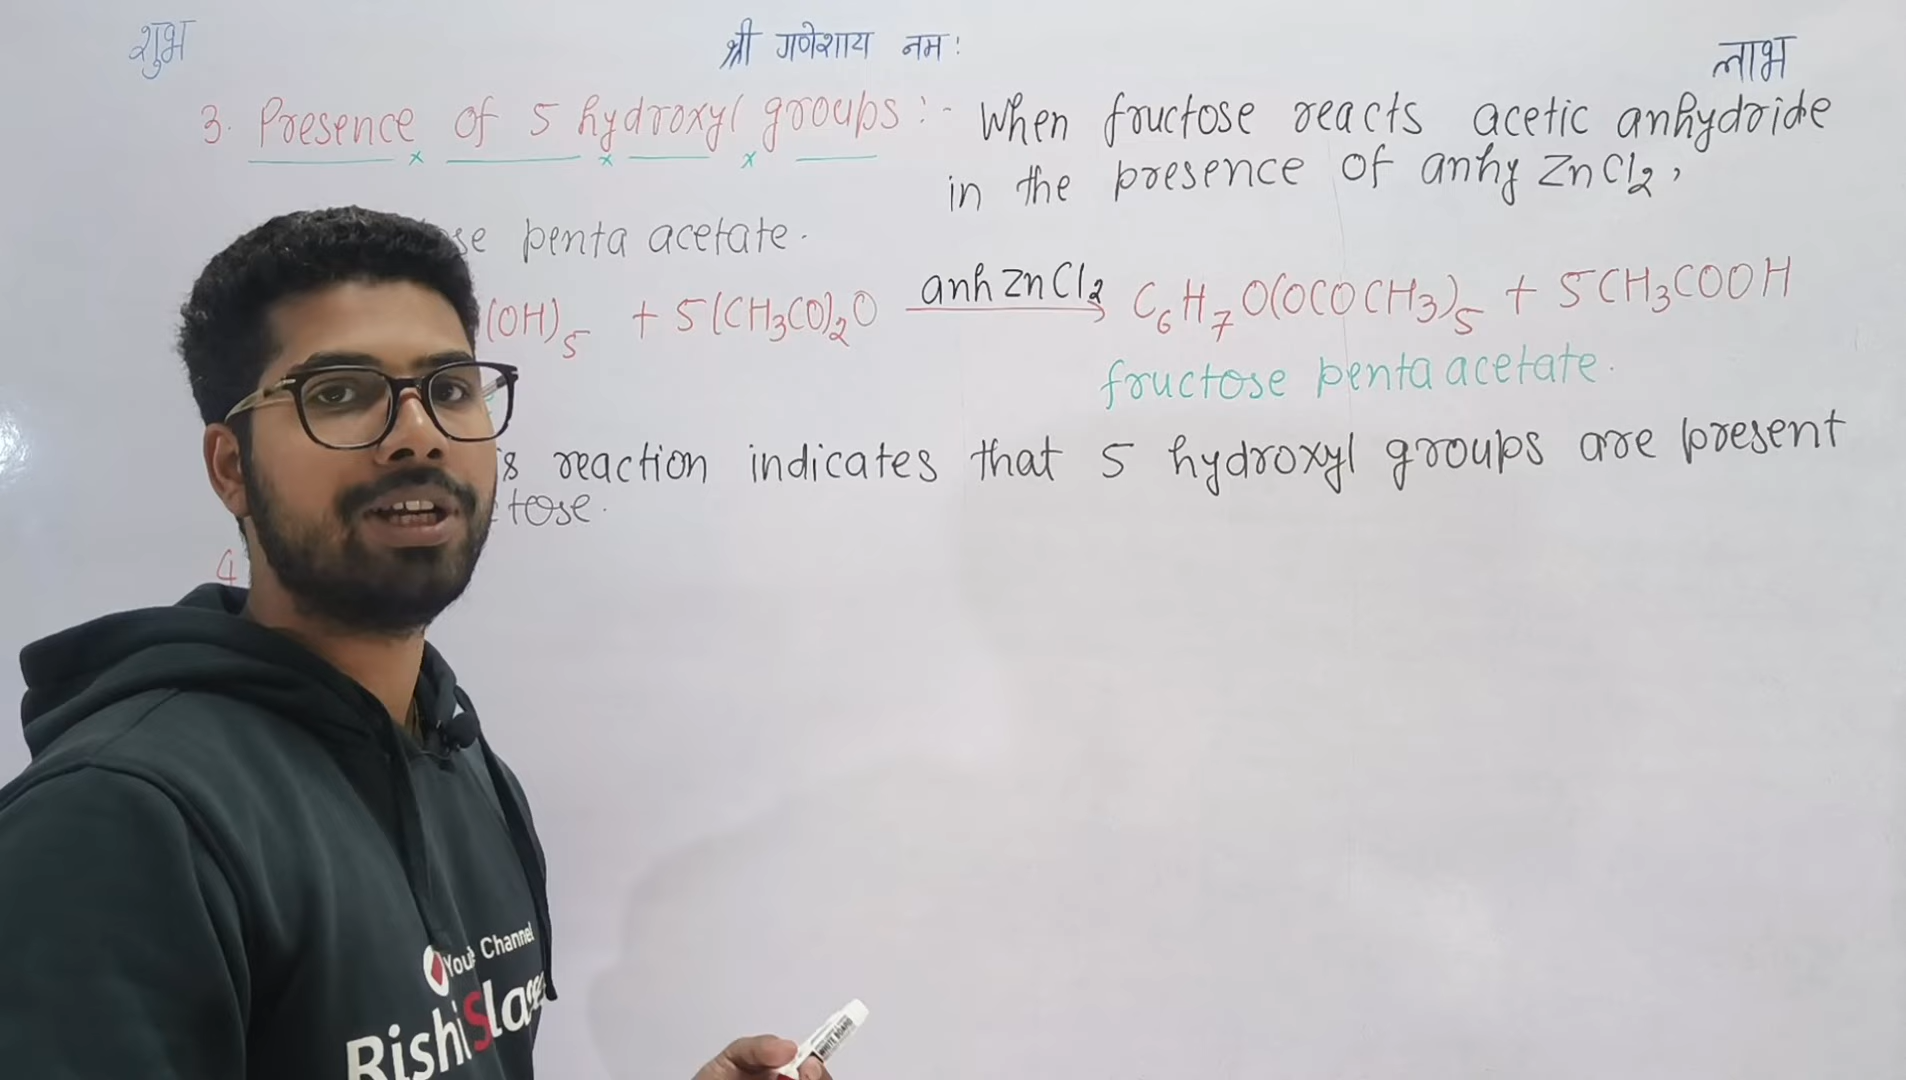 शुभ
श्री गणेशाय नमः
लाभ
3. Presence of 5 hydroxyl groups :- When fructose reacts acetic anhydride
in the presence of anhy ZnCl2,
penta acetate.
(OH)5 + 5(CH3CO)2O anh ZnCl2 C6H7O(OCOCH3)5 + 5CH3COOH
fructose penta acetate.
reaction indicates that 5 hydroxyl groups are present
4
Channel